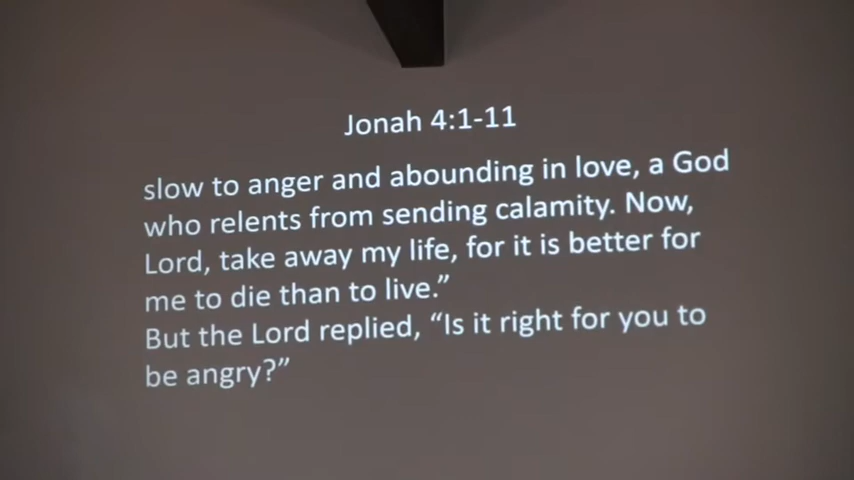 Jonah 4:1-11
slow to anger and abounding in love, a God
who relents from sending calamity. Now,
Lord, take away my life, for it is better for
me to die than to live.”
But the Lord replied, “Is it right for you to
be angry?”